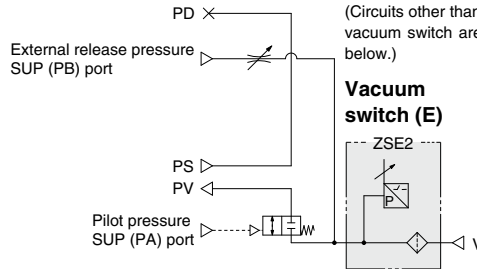 PD
(Circuits other than
vacuum switch are
below.)
External release pressure
SUP (PB) port
Vacuum
switch (E)
ZSE2
PS
PV
P
Pilot pressure
SUP (PA) port
V